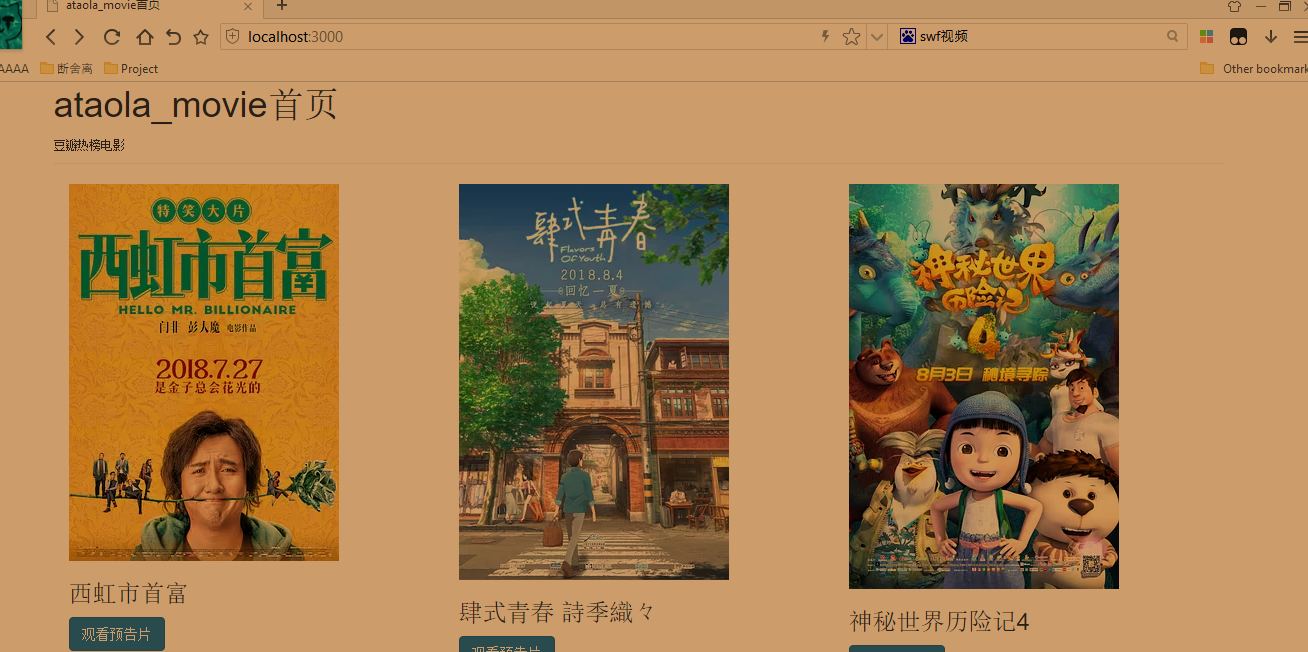 ataola_movie首页
localhost:3000
swf视频
AAAA
断舍离
Project
Other bookmark
ataola_movie首页
豆瓣热榜电影
特笑大片
西虹市首富
HELLO MR. BILLIONAIRE
闫非 彭大魔 电影作品
2018.7.27
是金子总会花光的
西虹市首富
观看预告片
肆式青春
Flavors Of Youth
2018.8.4
回忆一夏
肆式青春 詩季織々
观看预告片
神秘世界
历险记
4
8月3日 秘境寻踪
神秘世界历险记4